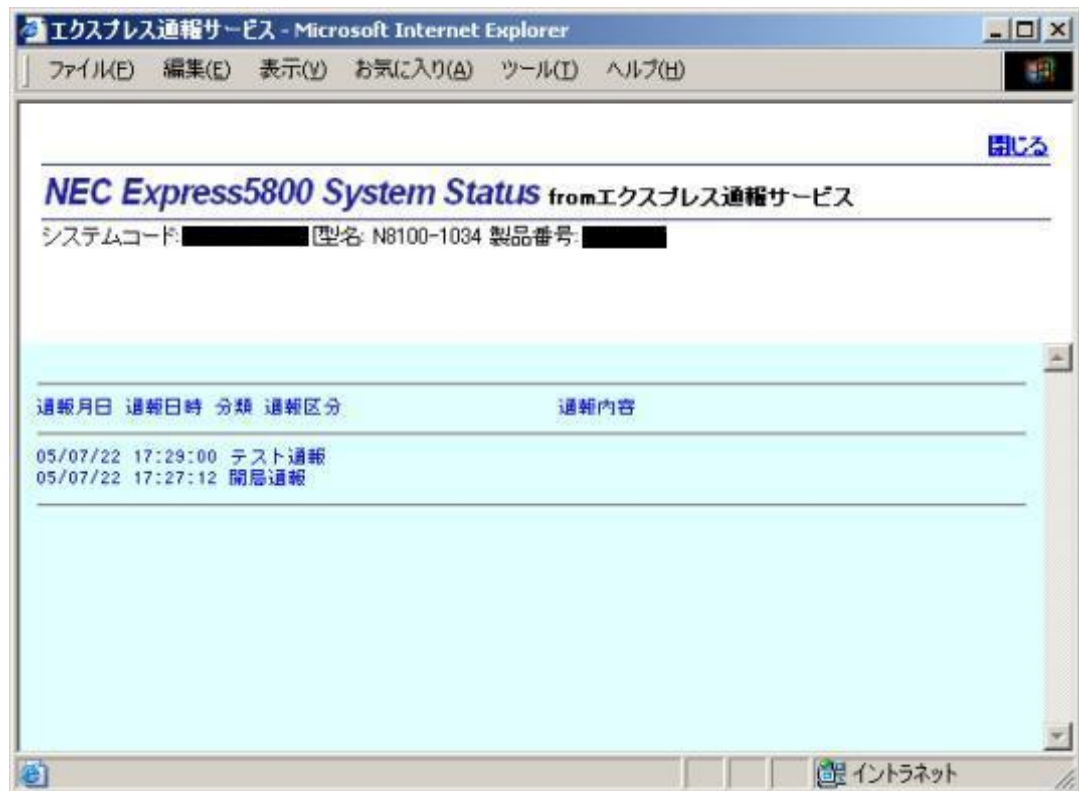 エクスプレス通報サービス - Microsoft Internet Explorer
ファイル(F) 編集(E) 表示(V) お気に入り(A) ツール(T) ヘルプ(H)
閉じる
NEC Express5800 System Status fromエクスプレス通報サービス
システムコード: 型名: N8100-1034 製品番号:
通報月日 通報日時 分類 通報区分 通報内容
05/07/22 17:29:00 テスト通報
05/07/22 17:27:12 開局通報
イントラネット